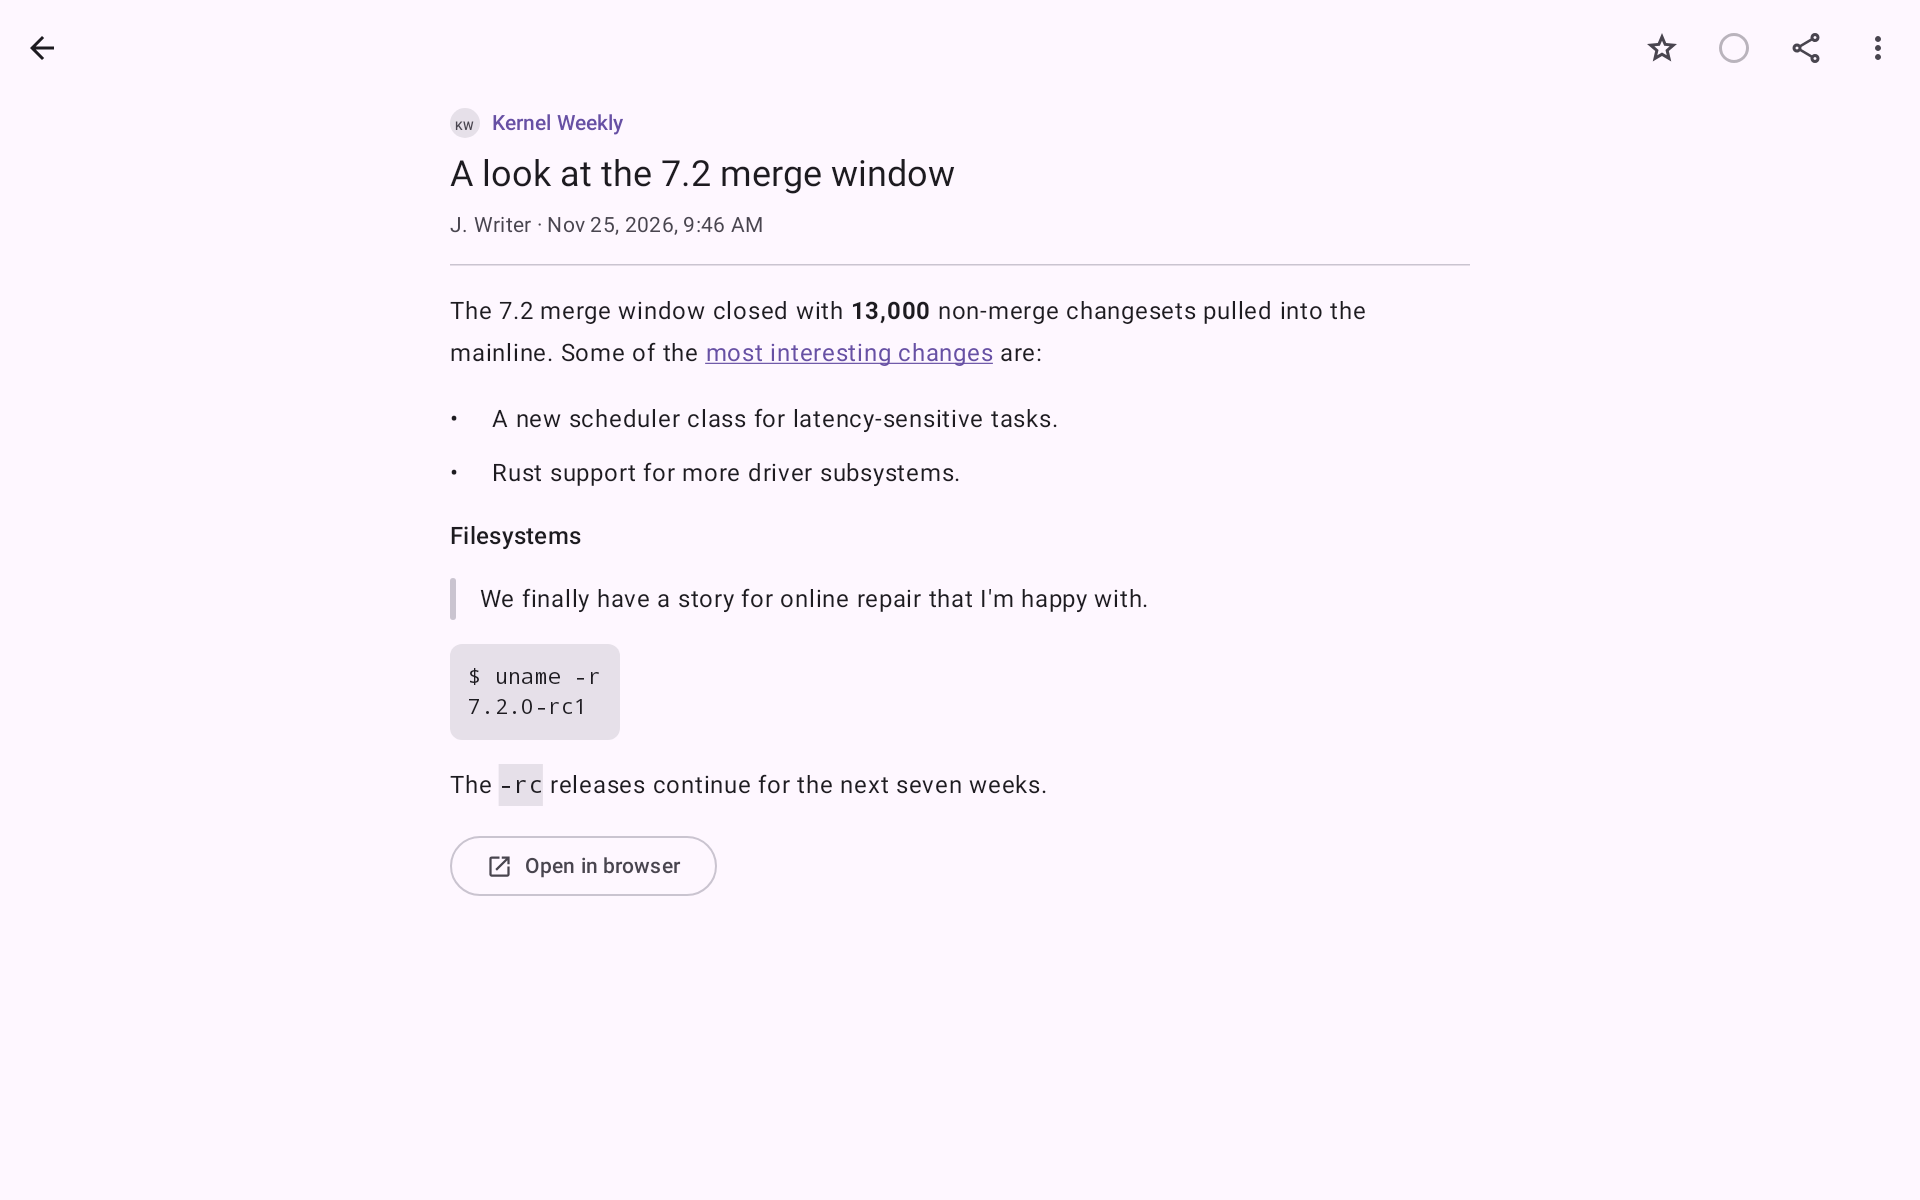 KW Kernel Weekly
A look at the 7.2 merge window
J. Writer · Nov 25, 2026, 9:46 AM
The 7.2 merge window closed with 13,000 non-merge changesets pulled into the
mainline. Some of the most interesting changes are:
• A new scheduler class for latency-sensitive tasks.
• Rust support for more driver subsystems.
Filesystems
We finally have a story for online repair that I'm happy with.
$ uname -r
7.2.0-rc1
The -rc releases continue for the next seven weeks.
Open in browser